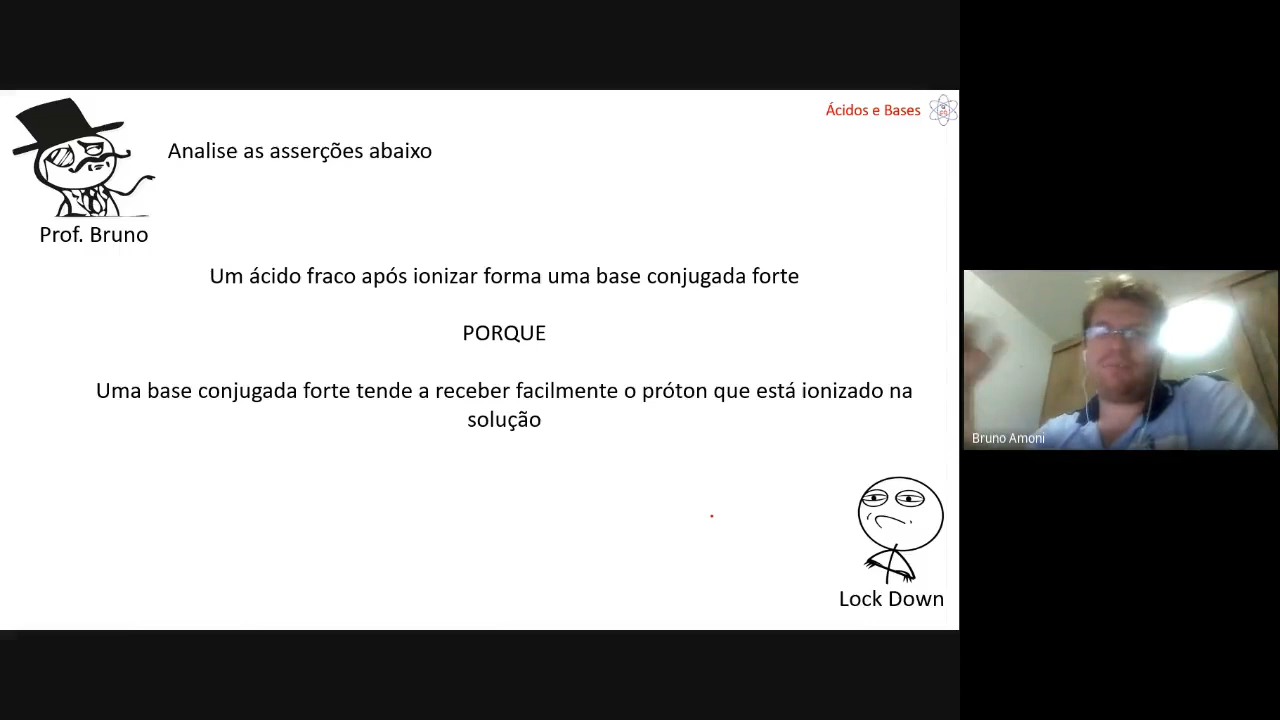 Ácidos e Bases
Analise as asserções abaixo
Prof. Bruno
Um ácido fraco após ionizar forma uma base conjugada forte
PORQUE
Uma base conjugada forte tende a receber facilmente o próton que está ionizado na
solução
Bruno Amoni
Lock Down